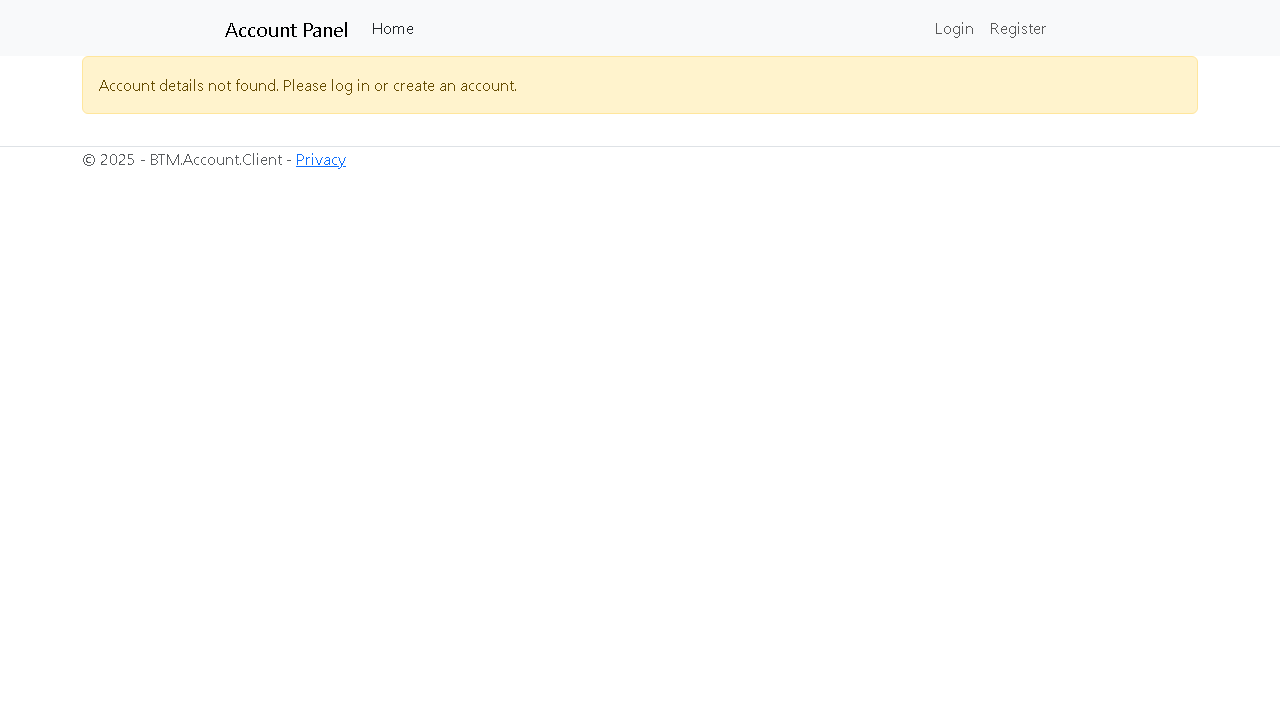 Account Panel Home Login Register
Account details not found. Please log in or create an account.
© 2025 - BTM.Account.Client - Privacy